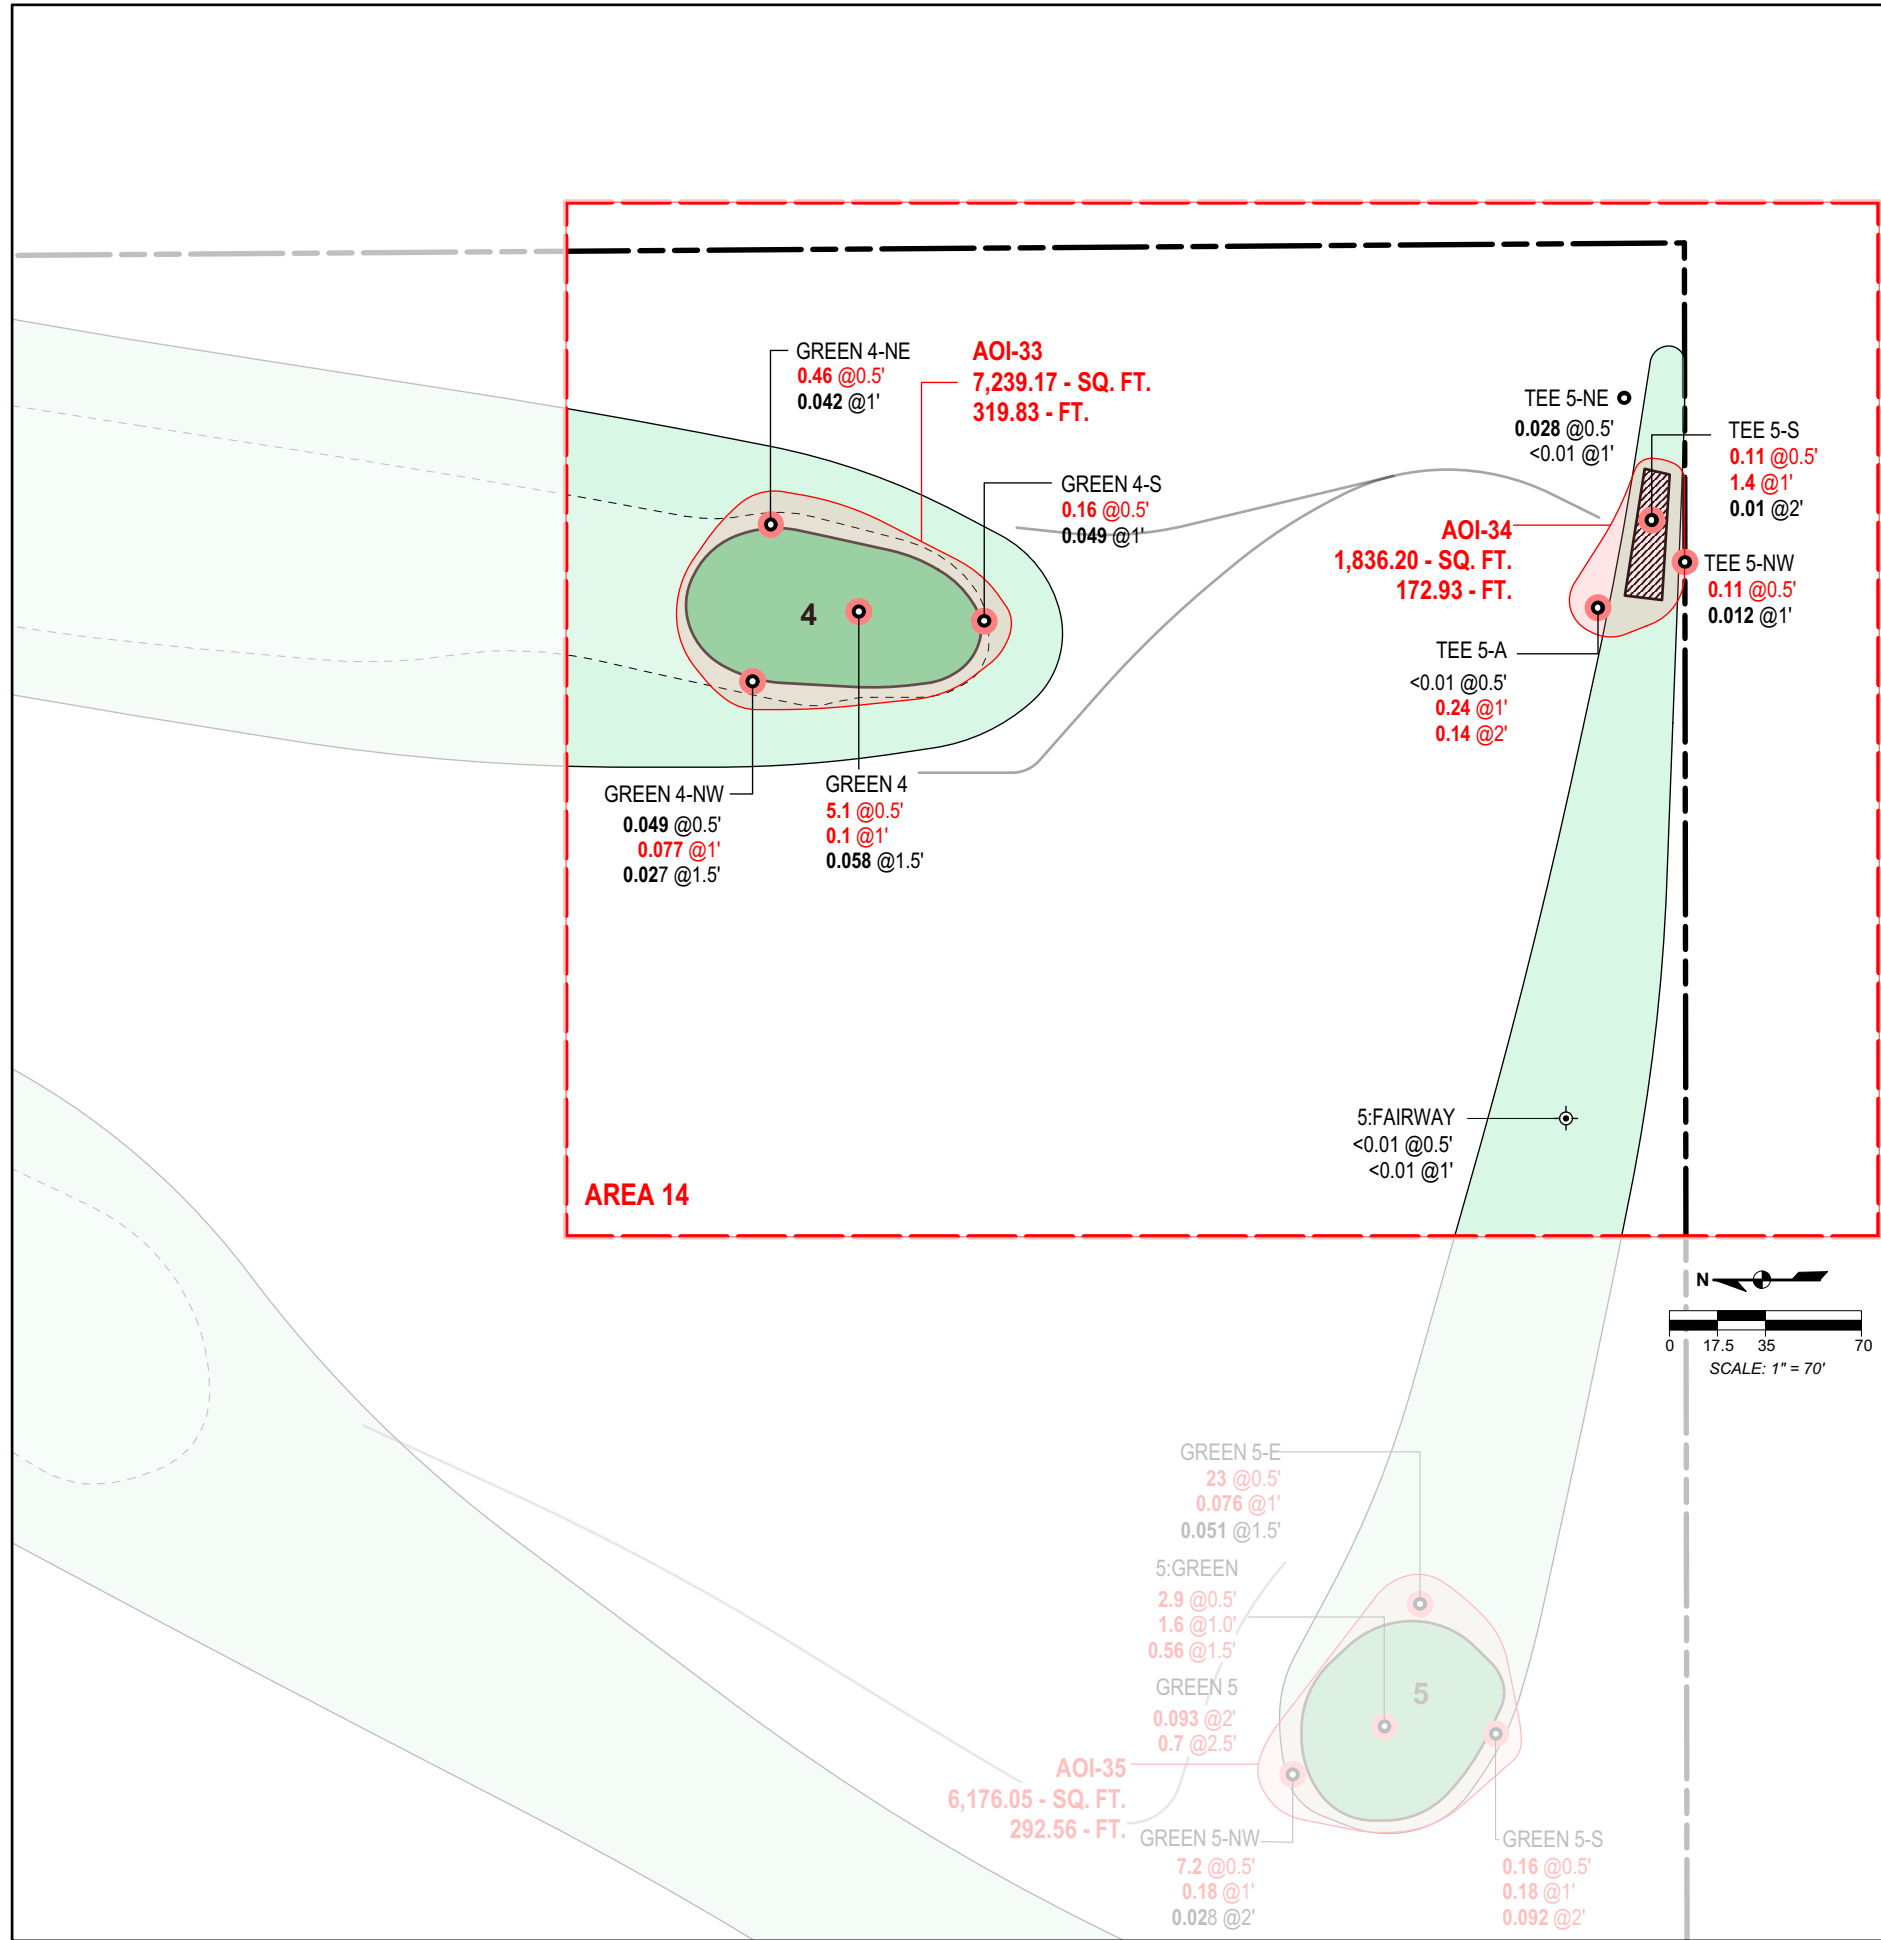 GREEN 4-NE
0.46 @0.5'
0.042 @1'
AOI-33
7,239.17 - SQ. FT.
319.83 - FT.
GREEN 4-S
0.16 @0.5'
0.049 @1'
TEE 5-NE
0.028 @0.5'
<0.01 @1'
TEE 5-S
0.11 @0.5'
1.4 @1'
0.01 @2'
AOI-34
1,836.20 - SQ. FT.
172.93 - FT.
TEE 5-NW
0.11 @0.5'
0.012 @1'
4
TEE 5-A
<0.01 @0.5'
0.24 @1'
0.14 @2'
GREEN 4-NW
0.049 @0.5'
0.077 @1'
0.027 @1.5'
GREEN 4
5.1 @0.5'
0.1 @1'
0.058 @1.5'
5:FAIRWAY
<0.01 @0.5'
<0.01 @1'
AREA 14
N
0 17.5 35 70
SCALE: 1" = 70'
GREEN 5-E
23 @0.5'
0.076 @1'
0.051 @1.5'
5:GREEN
2.9 @0.5'
1.6 @1.0'
0.56 @1.5'
GREEN 5
0.093 @2'
0.7 @2.5'
5
AOI-35
6,176.05 - SQ. FT.
292.56 - FT.
GREEN 5-NW
7.2 @0.5'
0.18 @1'
0.028 @2'
GREEN 5-S
0.16 @0.5'
0.18 @1'
0.092 @2'